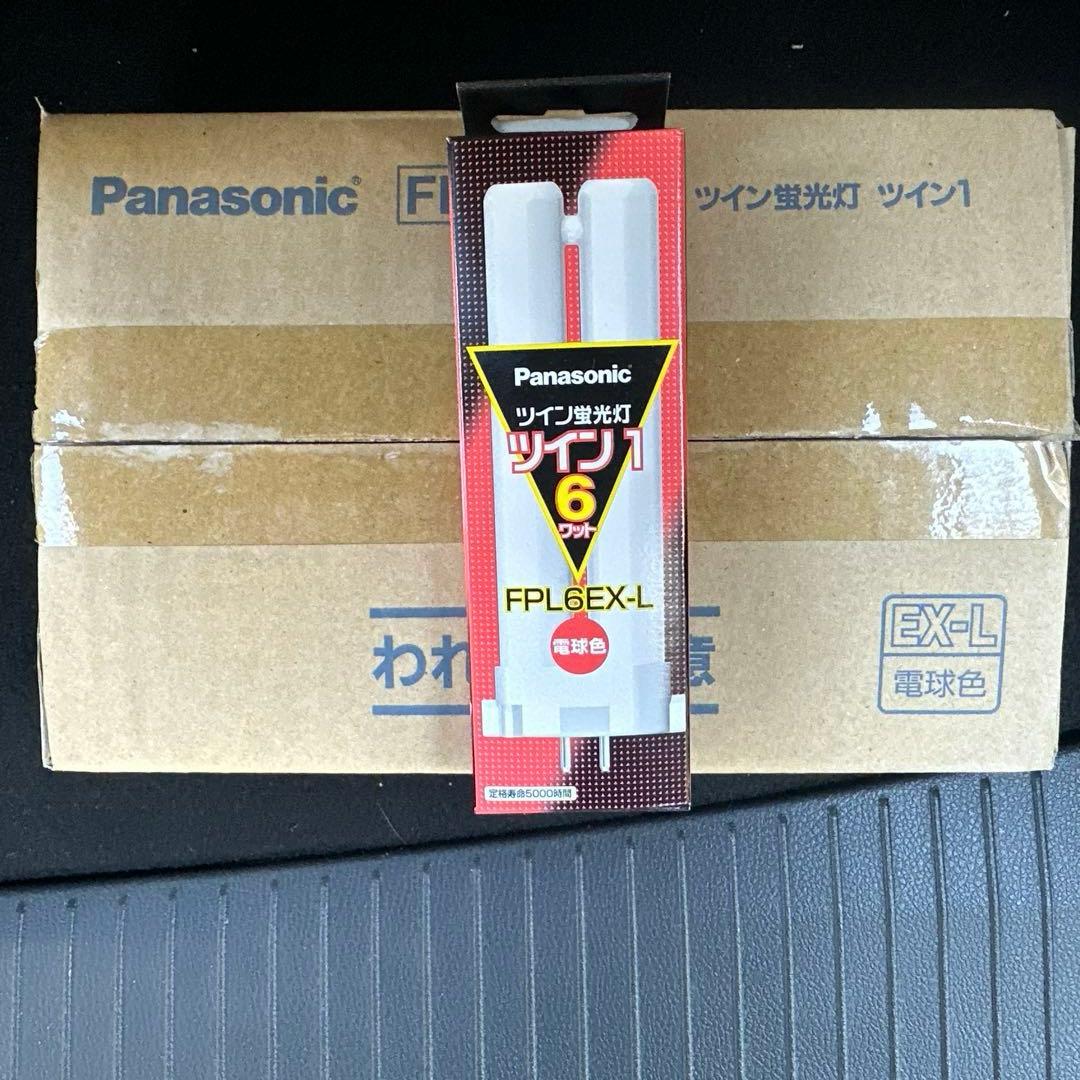 Panasonic
ツイン蛍光灯 ツイン1
Panasonic
ツイン蛍光灯
ツイン1
6
ワット
FPL6EX-L
電球色
定格寿命5000時間
われ
意
EX-L
電球色